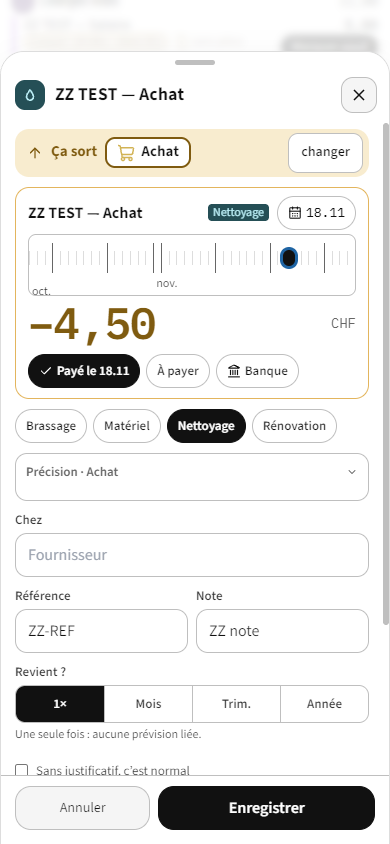 ZZ TEST — Achat
Ça sort
Achat
changer
ZZ TEST — Achat
Nettoyage
18.11
oct.
nov.
−4,50
CHF
Payé le 18.11
À payer
Banque
Brassage
Matériel
Nettoyage
Rénovation
Précision · Achat
Chez
Fournisseur
Référence
Note
ZZ-REF
ZZ note
Revient ?
1×
Mois
Trim.
Année
Une seule fois : aucune prévision liée.
Sans justificatif, c’est normal
Annuler
Enregistrer